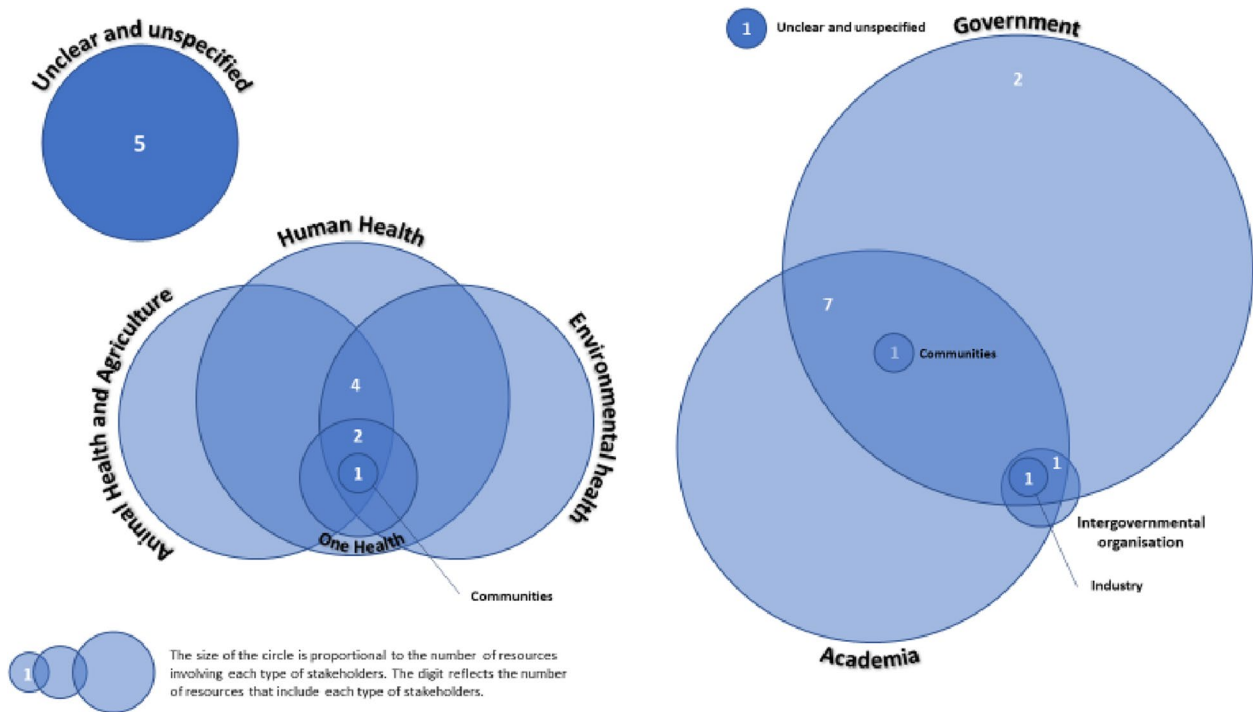 Unclear and unspecified
5
Human Health
Animal Health and Agriculture
Environmental health
4
2
1
One Health
Communities
1
The size of the circle is proportional to the number of resources
involving each type of stakeholders. The digit reflects the number
of resources that include each type of stakeholders.
1
Unclear and unspecified
Government
2
7
1
Communities
1
1
Intergovernmental
organisation
Industry
Academia